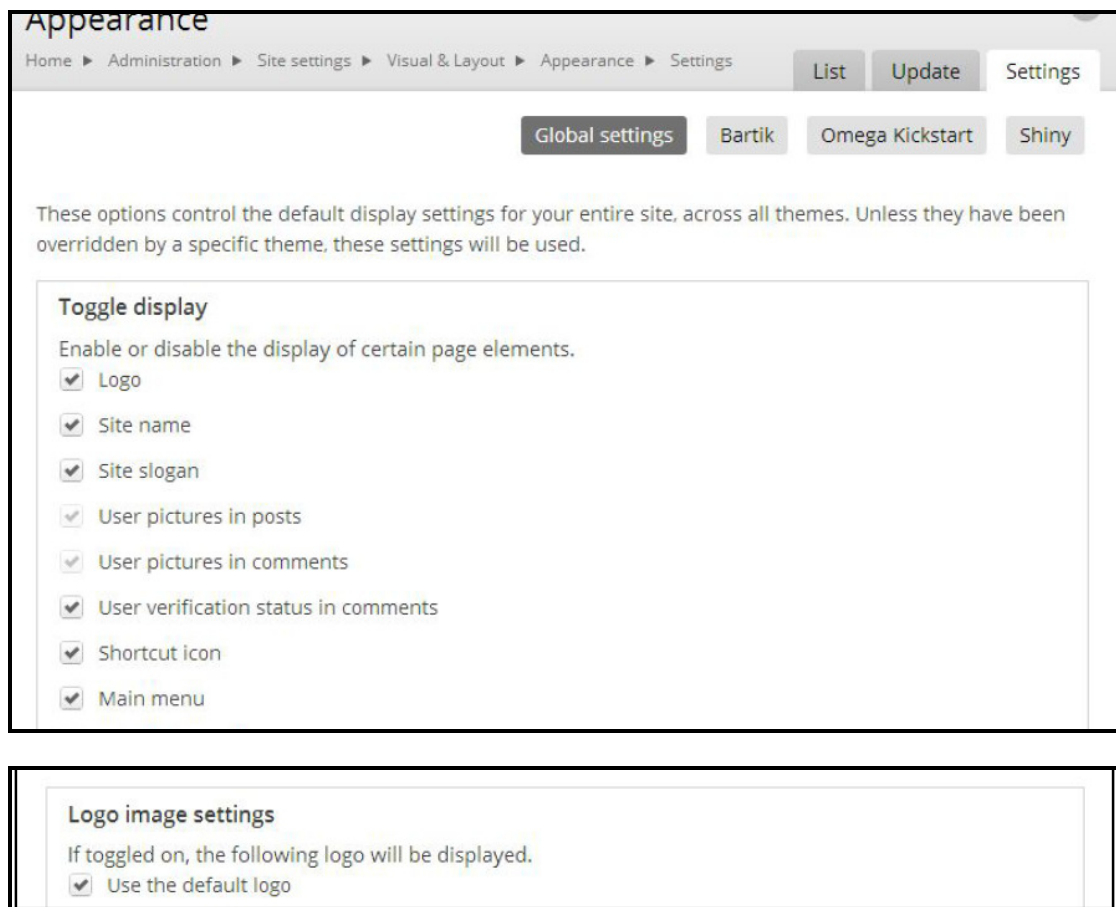 Appearance
Home ▶ Administration ▶ Site settings ▶ Visual & Layout ▶ Appearance ▶ Settings
List Update Settings
Global settings Bartik Omega Kickstart Shiny
These options control the default display settings for your entire site, across all themes. Unless they have been
overridden by a specific theme, these settings will be used.
Toggle display
Enable or disable the display of certain page elements.
Logo
Site name
Site slogan
User pictures in posts
User pictures in comments
User verification status in comments
Shortcut icon
Main menu
Logo image settings
If toggled on, the following logo will be displayed.
Use the default logo